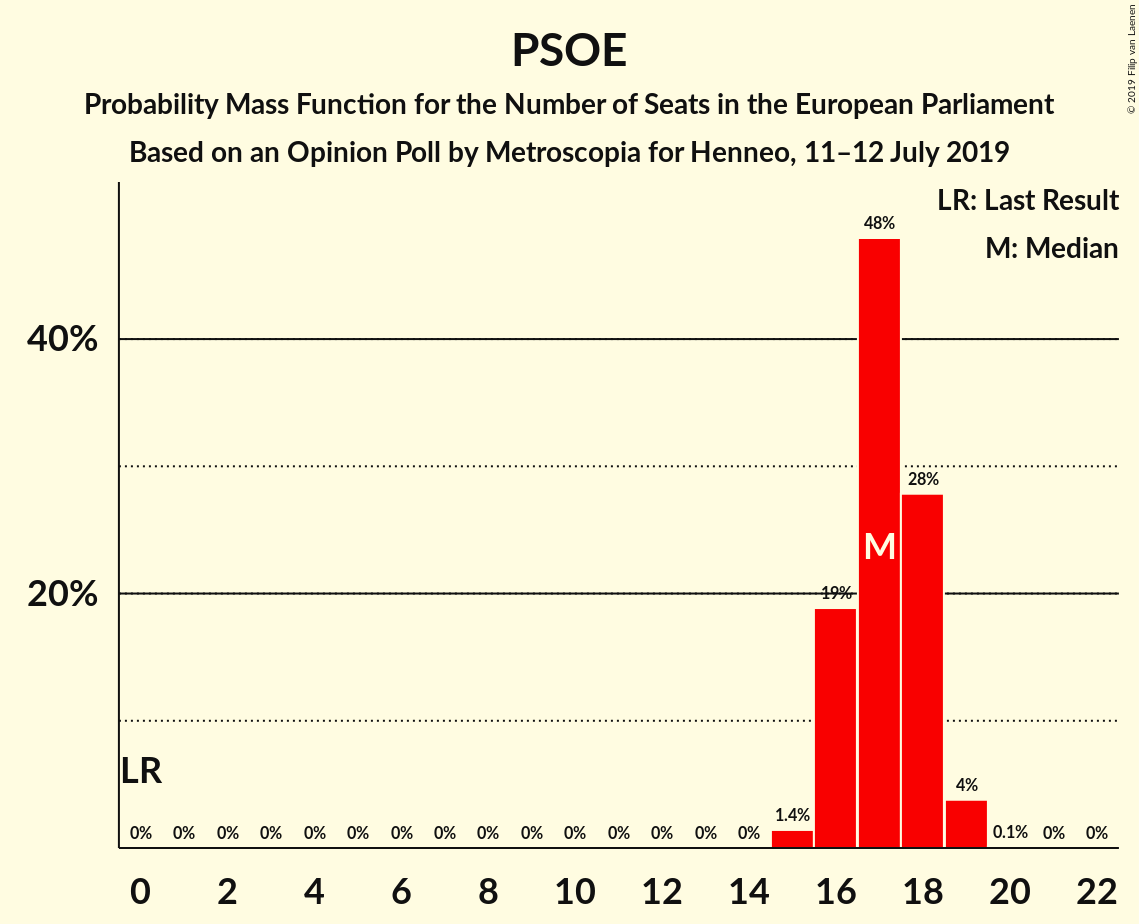 PSOE
Probability Mass Function for the Number of Seats in the European Parliament
Based on an Opinion Poll by Metroscopia for Henneo, 11–12 July 2019
© 2019 Filip van Laenen
LR: Last Result
M: Median
48%
40%
28%
M
20%
19%
LR
4%
1.4%
0% 0% 0% 0% 0% 0% 0% 0% 0% 0% 0% 0% 0% 0% 0% 0.1% 0% 0%
0 2 4 6 8 10 12 14 16 18 20 22